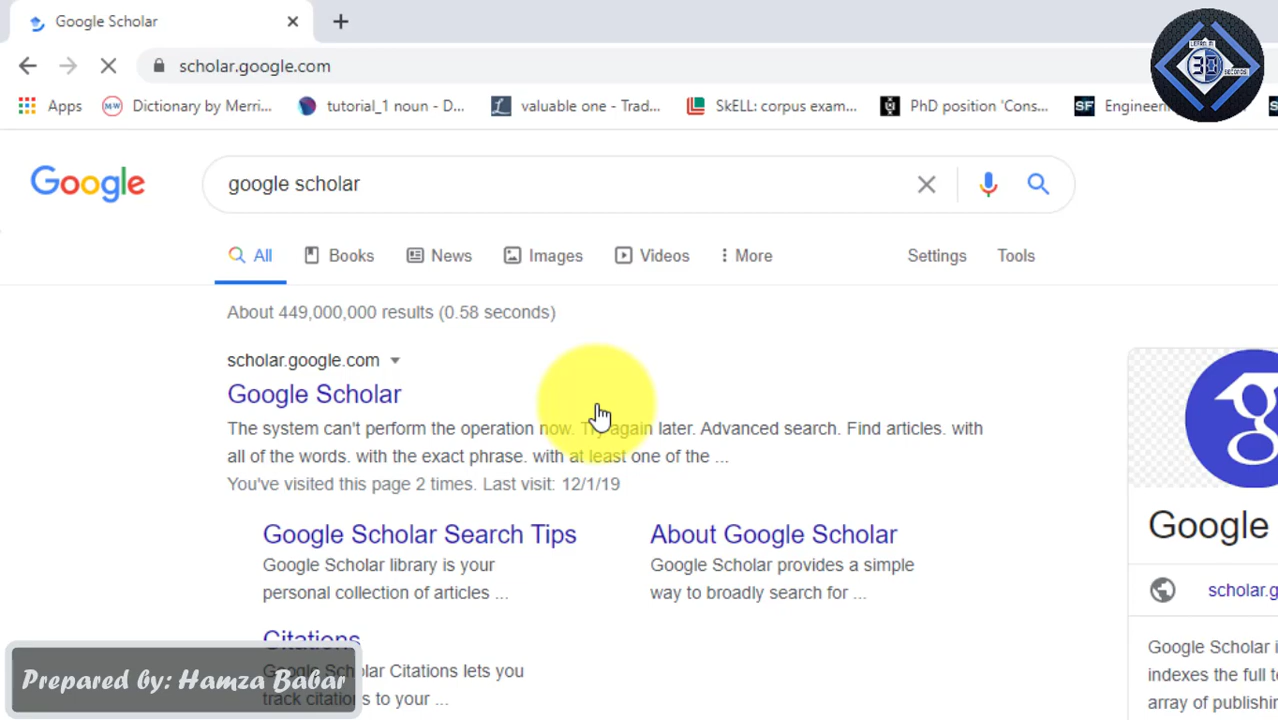 Google Scholar
scholar.google.com
Apps Dictionary by Merri... tutorial_1 noun - D... valuable one - Trad... SkELL: corpus exam... PhD position 'Cons... SF
LEARN IN
30
SECONDS
Google google scholar
All Books News Images Videos More Settings Tools
About 449,000,000 results (0.58 seconds)
scholar.google.com
Google Scholar
The system can't perform the operation now. Try again later. Advanced search. Find articles. with
all of the words. with the exact phrase. with at least one of the ...
You've visited this page 2 times. Last visit: 12/1/19
Google Scholar Search Tips
Google Scholar library is your
personal collection of articles ...
About Google Scholar
Google Scholar provides a simple
way to broadly search for ...
Citations
Google Scholar Citations lets you
track citations to your ...
Google
scholar.g
Google Scholar i
indexes the full t
array of publishin
Prepared by: Hamza Babar